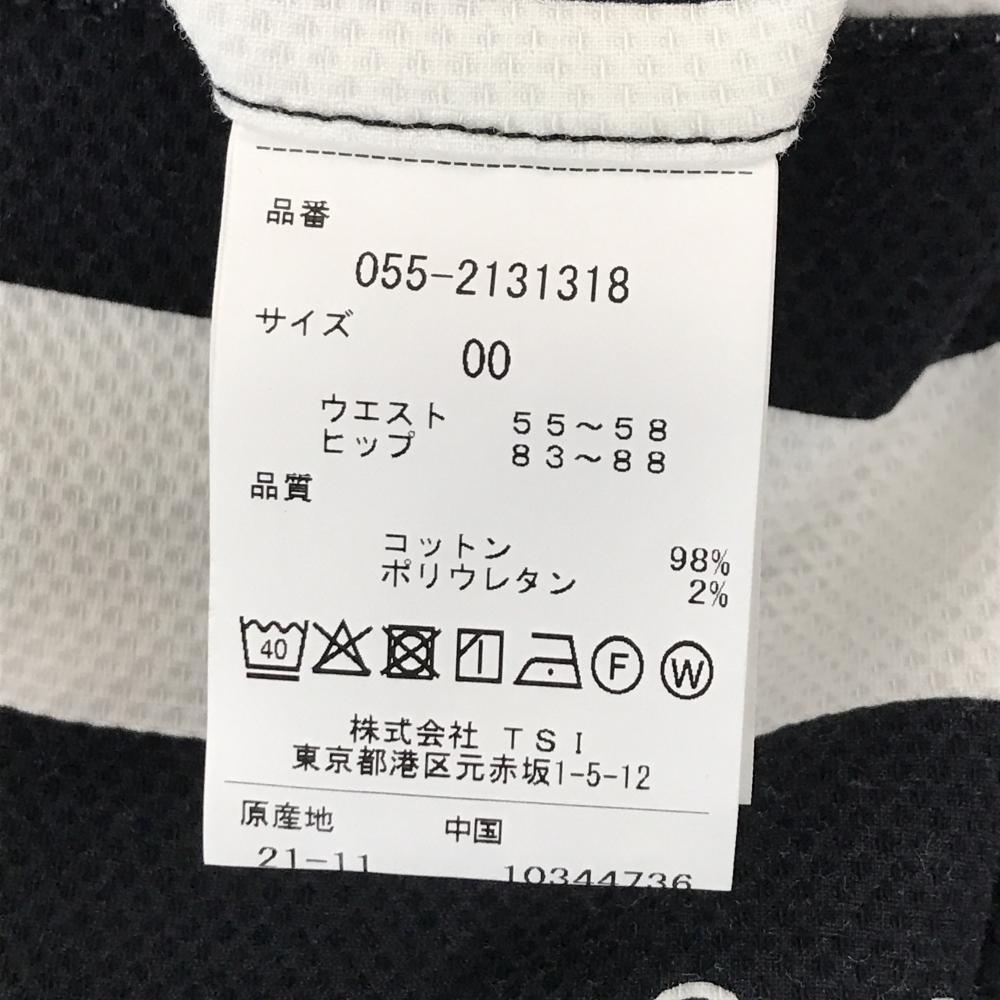 品番
055-2131318
サイズ
00
ウエスト 55～58
ヒップ 83～88
品質
コットン 98%
ポリウレタン 2%
40 F W
株式会社 TSI
東京都港区元赤坂1-5-12
原産地 中国
21-11 10344736